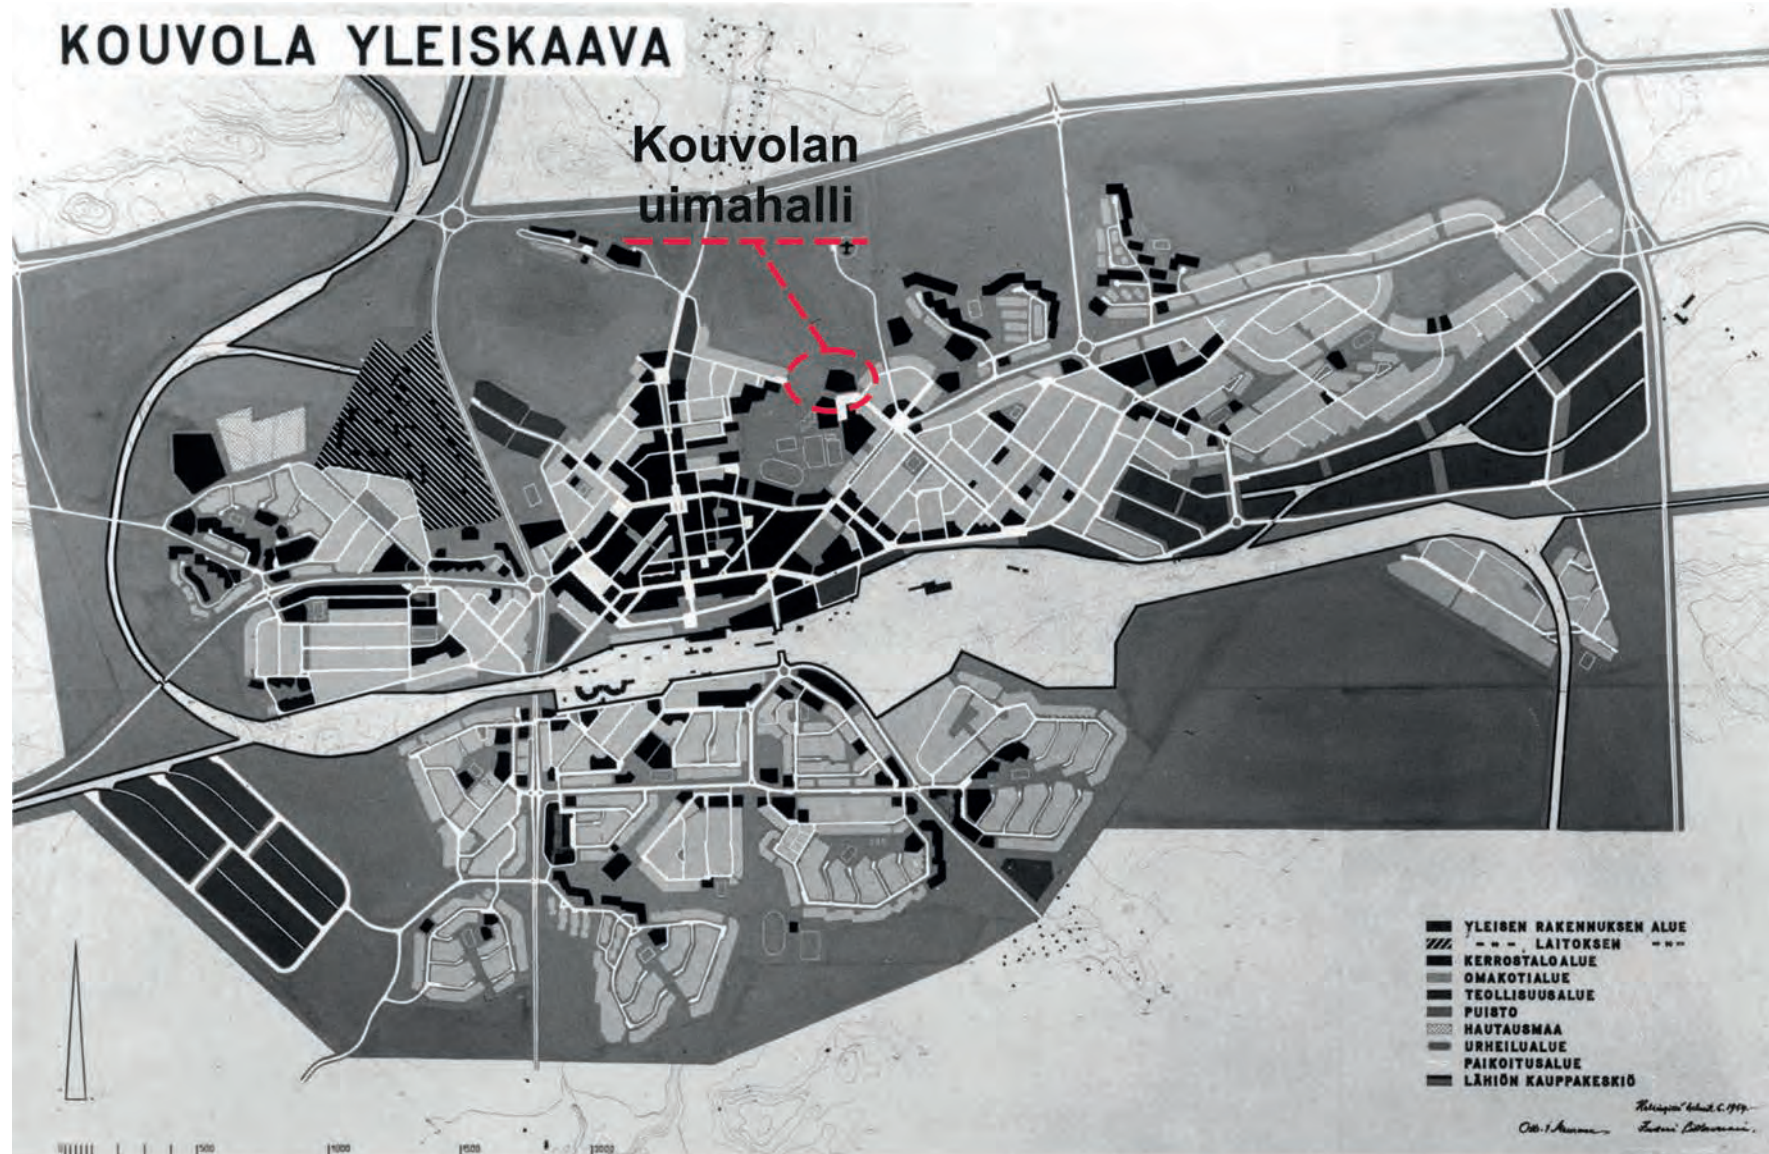 KOUVOLA YLEISKAAVA
Kouvolan
uimahalli
YLEISEN RAKENNUKSEN ALUE
" - " - LAITOKSEN - " -
KERROSTALOALUE
OMAKOTIALUE
TEOLLISUUSALUE
PUISTO
HAUTAUSMAA
URHEILUALUE
PAIKOITUSALUE
LÄHIÖN KAUPPAKESKIÖ
500 1000 1500 2000